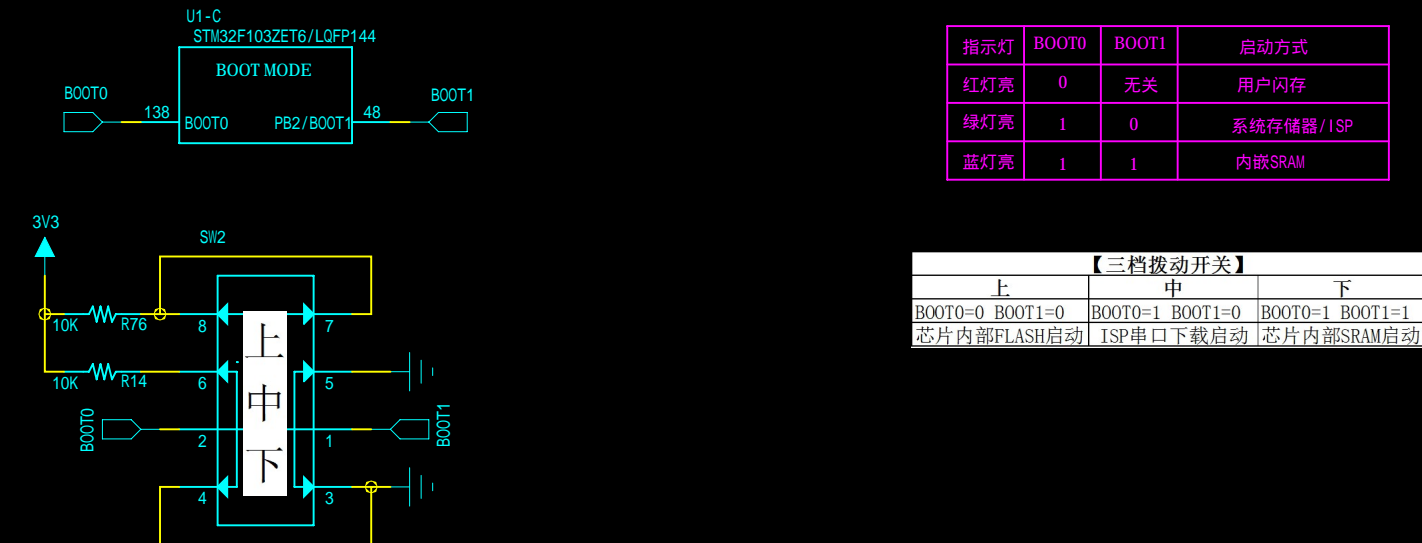 U1-C
STM32F103ZET6/LQFP144
BOOT MODE
BOOT0
138
BOOT0
PB2/BOOT1
48
BOOT1
指示灯 BOOT0 BOOT1 启动方式
红灯亮 0 无关 用户闪存
绿灯亮 1 0 系统存储器/ISP
蓝灯亮 1 1 内嵌SRAM
3V3
SW2
10K R76 8 7
10K R14 6 5
BOOT0 2 1 BOOT1
4 3
上
中
下
【三档拨动开关】
上 中 下
BOOT0=0 BOOT1=0 BOOT0=1 BOOT1=0 BOOT0=1 BOOT1=1
芯片内部FLASH启动 ISP串口下载启动 芯片内部SRAM启动